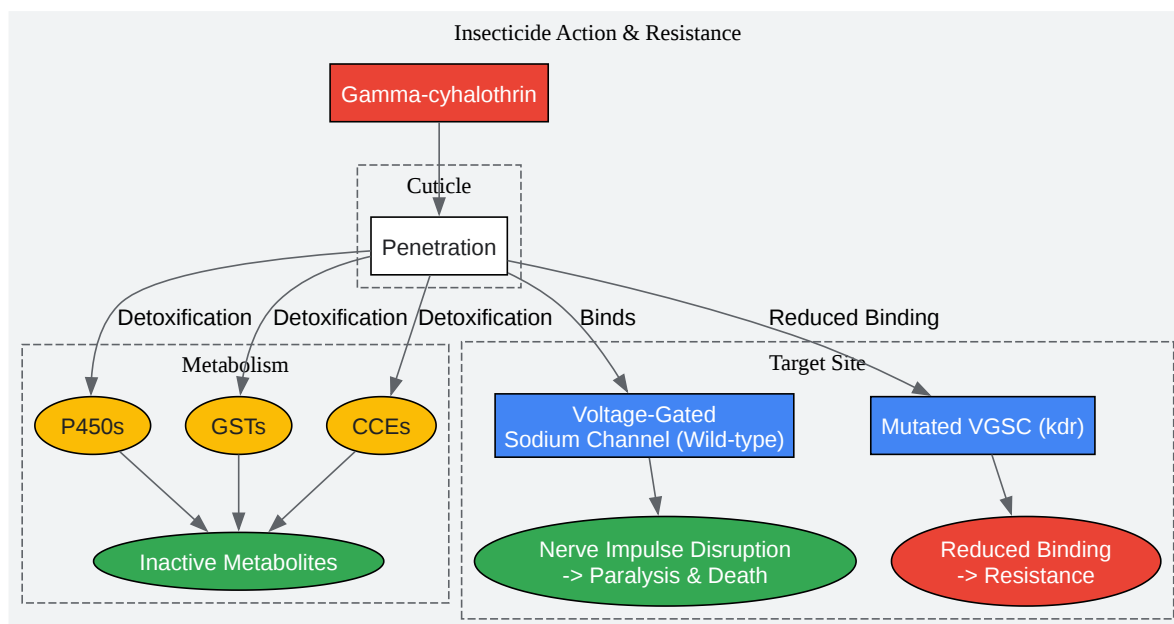 Insecticide Action & Resistance
Gamma-cyhalothrin
Cuticle
Penetration
Detoxification
Detoxification
Detoxification
Binds
Reduced Binding
Metabolism
Target Site
P450s
GSTs
CCEs
Voltage-Gated
Sodium Channel (Wild-type)
Mutated VGSC (kdr)
Inactive Metabolites
Nerve Impulse Disruption
-> Paralysis & Death
Reduced Binding
-> Resistance